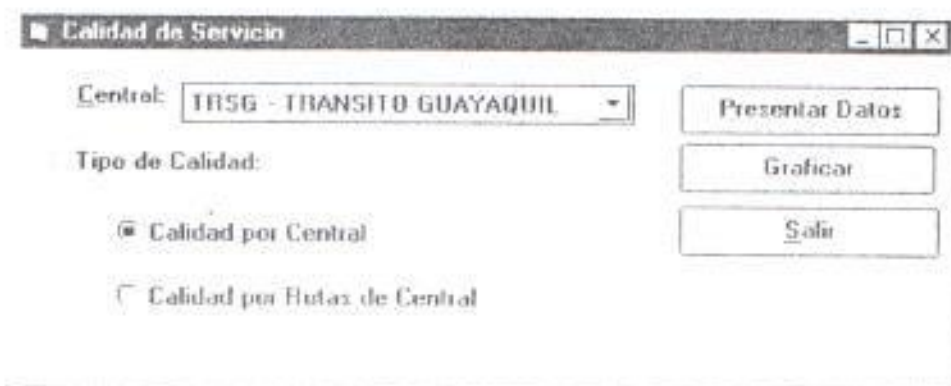 Calidad de Servicio
Central: TRSG - TRANSITO GUAYAQUIL
Presentar Datos
Tipo de Calidad:
Graficar
Calidad por Central
Salir
Calidad por Rutas de Central